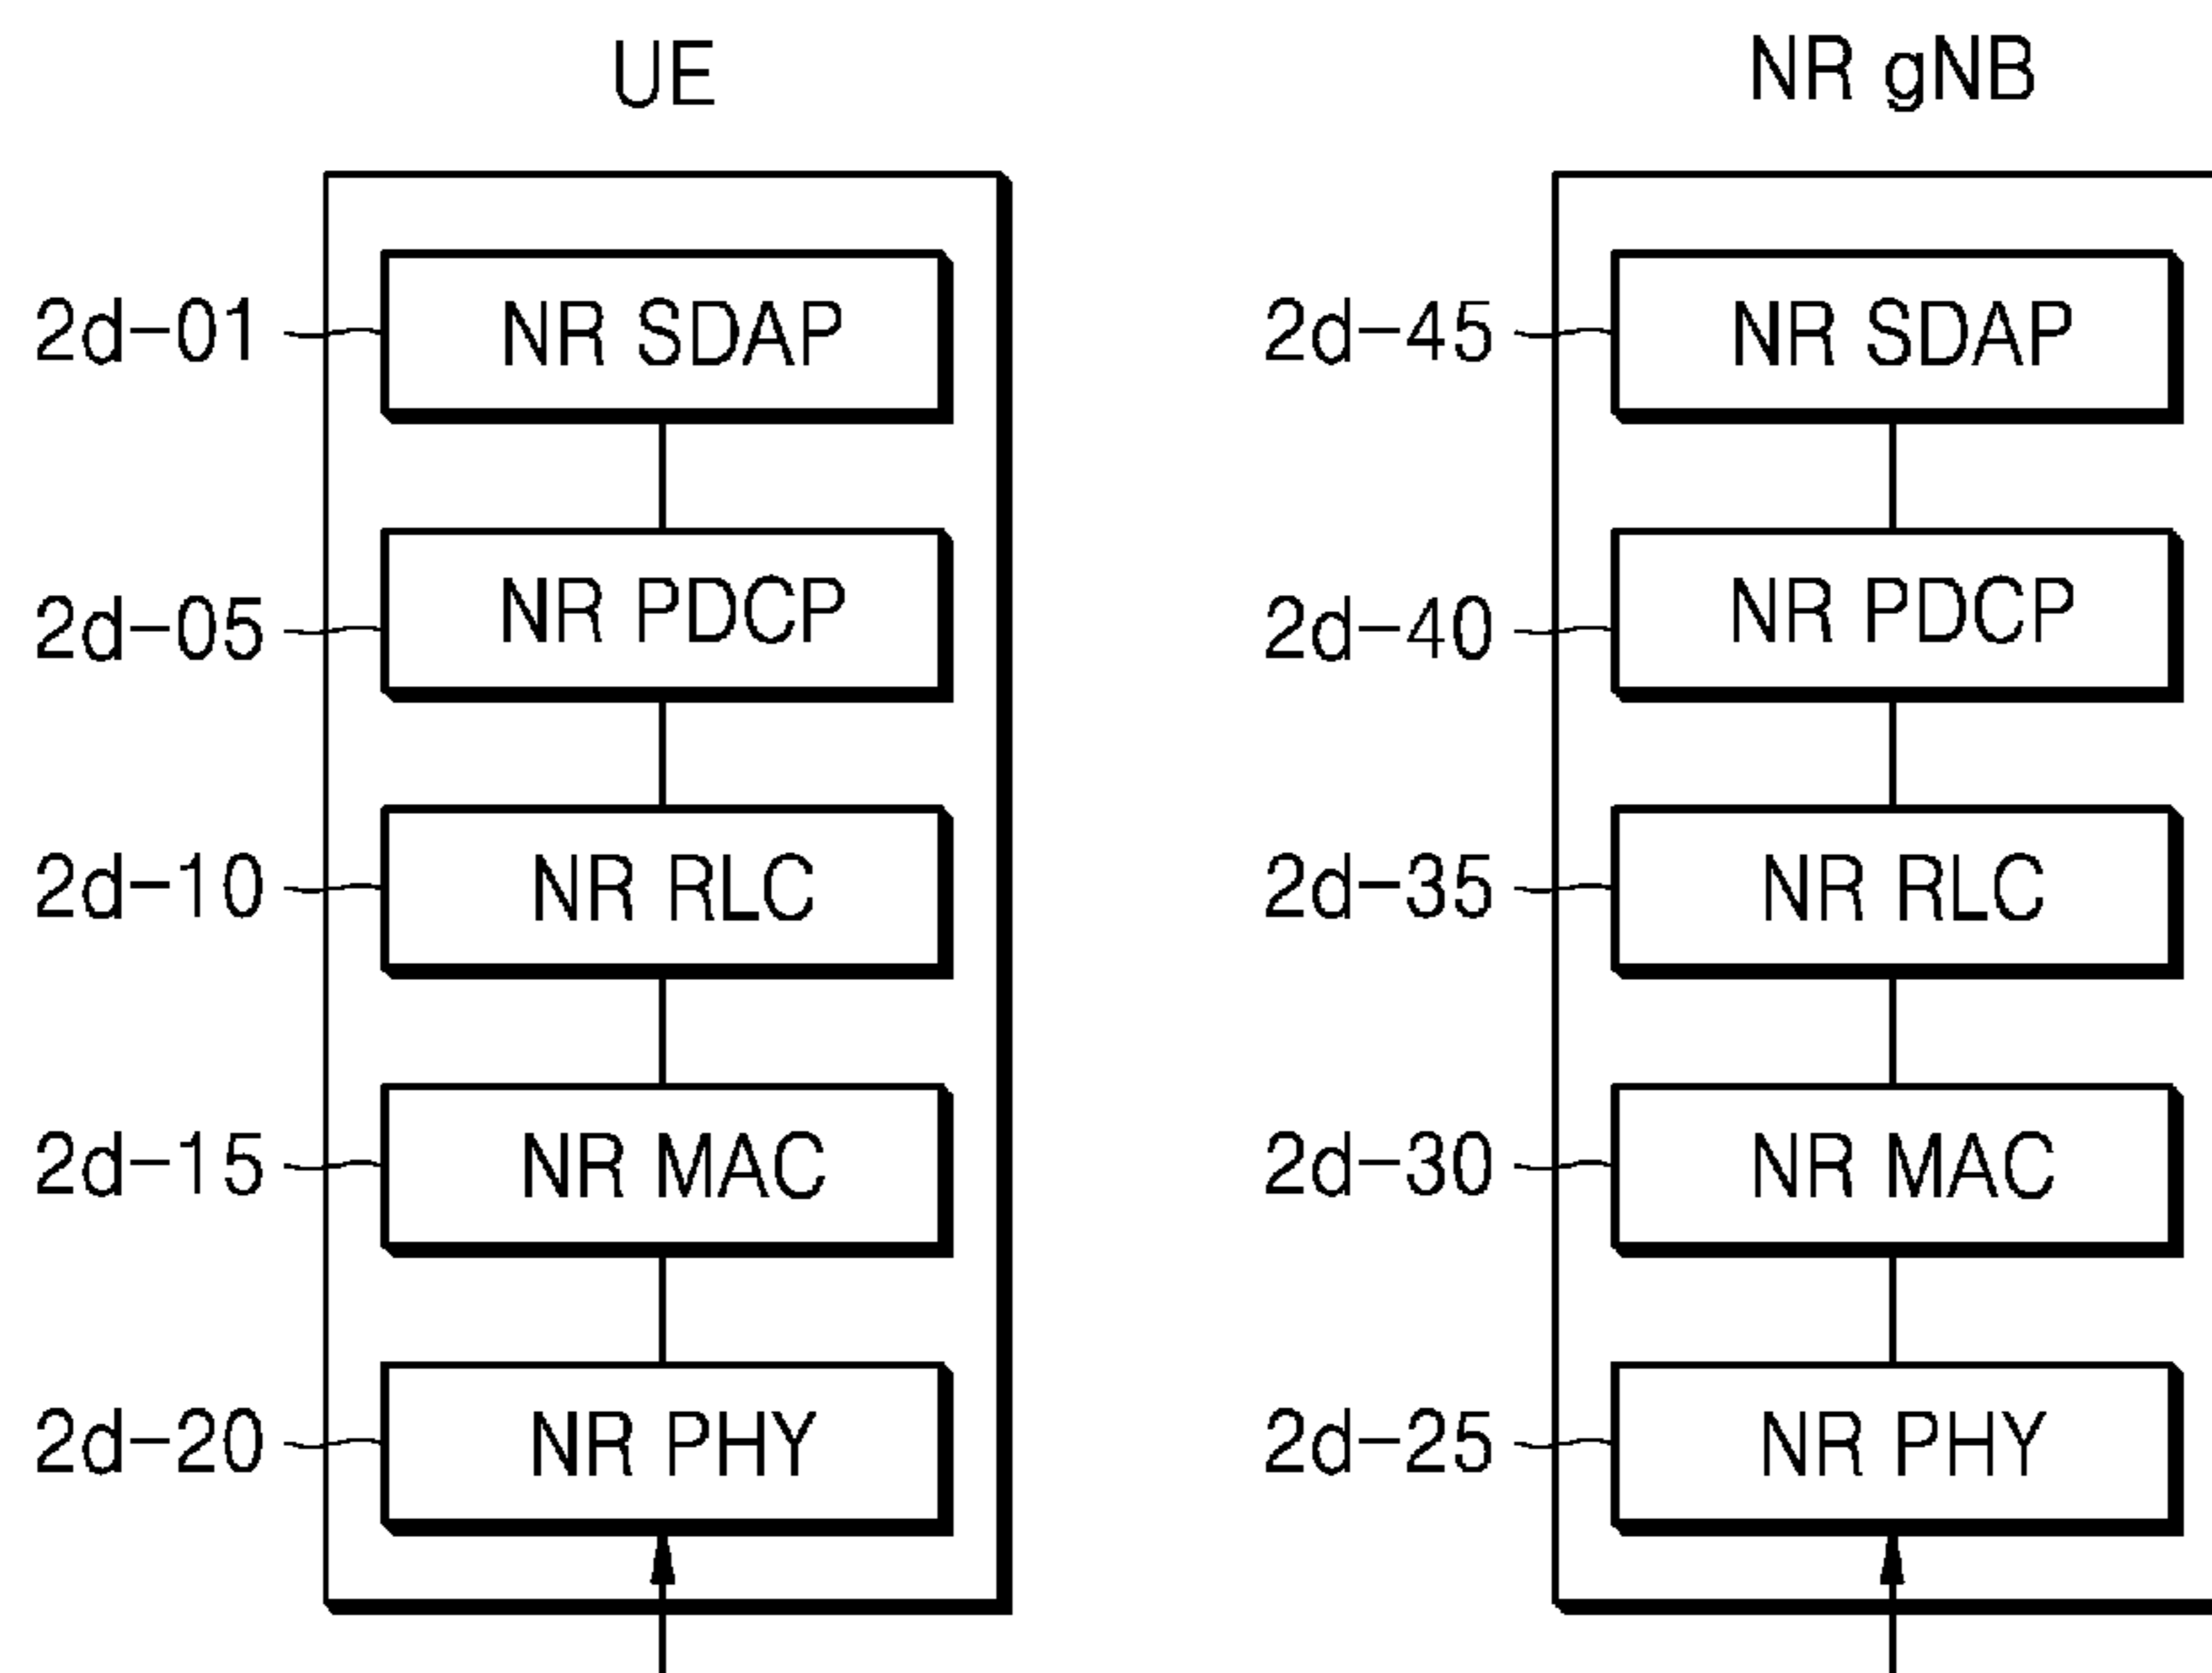 UE
NR gNB
2d-01 NR SDAP
2d-45 NR SDAP
2d-05 NR PDCP
2d-40 NR PDCP
2d-10 NR RLC
2d-35 NR RLC
2d-15 NR MAC
2d-30 NR MAC
2d-20 NR PHY
2d-25 NR PHY